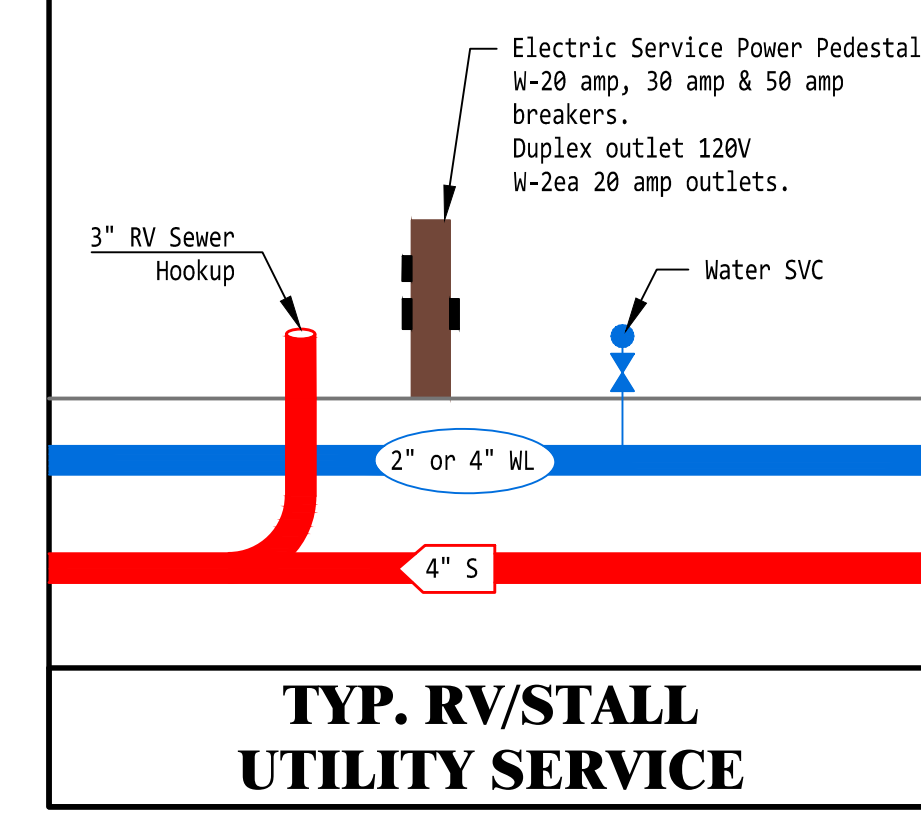 Electric Service Power Pedestal
W-20 amp, 30 amp & 50 amp
breakers.
Duplex outlet 120V
W-2ea 20 amp outlets.
3" RV Sewer
Hookup
Water SVC
2" or 4" WL
4" S
TYP. RV/STALL
UTILITY SERVICE